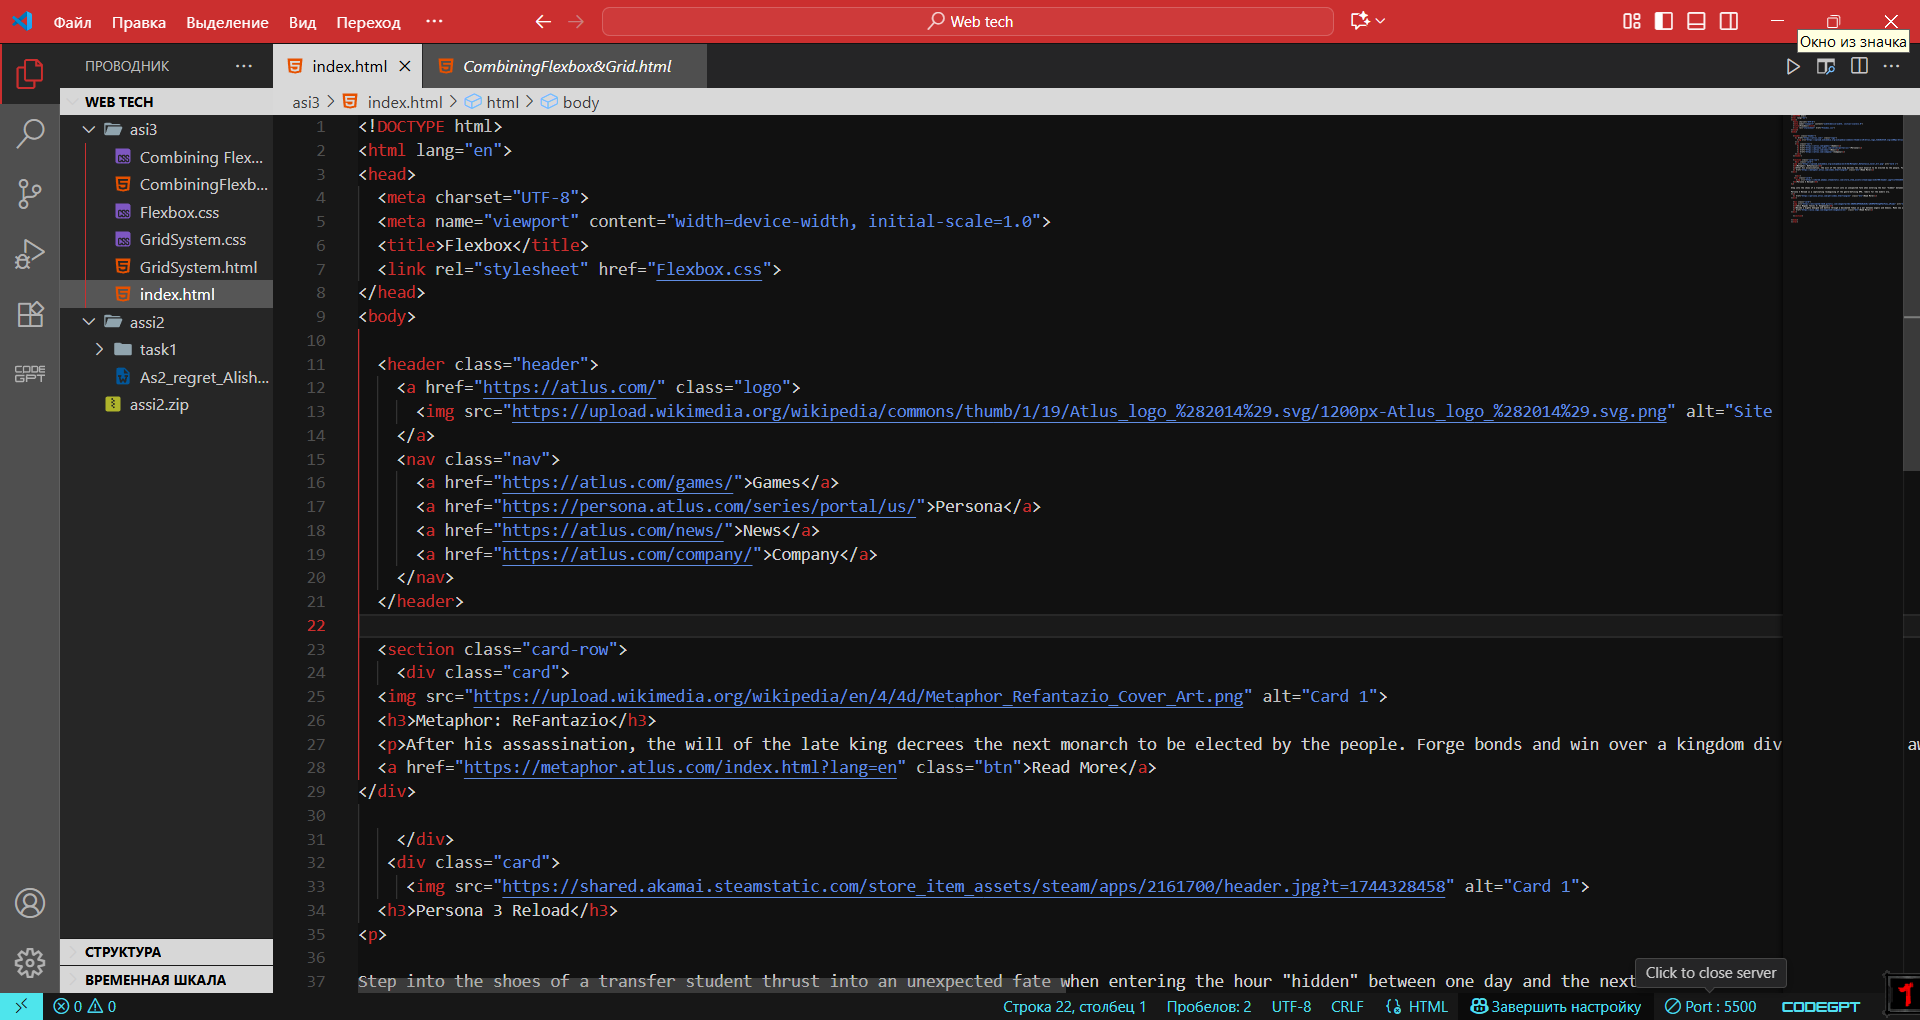 Файл Правка Выделение Вид Переход ··· Web tech
Окно из значка
ПРОВОДНИК ···
index.html CombiningFlexbox&Grid.html
WEB TECH
asi3 > index.html > html > body
asi3
Combining Flex...
CombiningFlexb...
Flexbox.css
GridSystem.css
GridSystem.html
index.html
assi2
task1
As2_regret_Alish...
assi2.zip
СТРУКТУРА
ВРЕМЕННАЯ ШКАЛА
CODE GPT
1 <!DOCTYPE html>
2 <html lang="en">
3 <head>
4 <meta charset="UTF-8">
5 <meta name="viewport" content="width=device-width, initial-scale=1.0">
6 <title>Flexbox</title>
7 <link rel="stylesheet" href="Flexbox.css">
8 </head>
9 <body>
10
11 <header class="header">
12 <a href="https://atlus.com/" class="logo">
13 <img src="https://upload.wikimedia.org/wikipedia/commons/thumb/1/19/Atlus_logo_%282014%29.svg/1200px-Atlus_logo_%282014%29.svg.png" alt="Site
14 </a>
15 <nav class="nav">
16 <a href="https://atlus.com/games/">Games</a>
17 <a href="https://persona.atlus.com/series/portal/us/">Persona</a>
18 <a href="https://atlus.com/news/">News</a>
19 <a href="https://atlus.com/company/">Company</a>
20 </nav>
21 </header>
22
23 <section class="card-row">
24 <div class="card">
25 <img src="https://upload.wikimedia.org/wikipedia/en/4/4d/Metaphor_Refantazio_Cover_Art.png" alt="Card 1">
26 <h3>Metaphor: ReFantazio</h3>
27 <p>After his assassination, the will of the late king decrees the next monarch to be elected by the people. Forge bonds and win over a kingdom div
28 <a href="https://metaphor.atlus.com/index.html?lang=en" class="btn">Read More</a>
29 </div>
30
31 </div>
32 <div class="card">
33 <img src="https://shared.akamai.steamstatic.com/store_item_assets/steam/apps/2161700/header.jpg?t=1744328458" alt="Card 1">
34 <h3>Persona 3 Reload</h3>
35 <p>
36
37 Step into the shoes of a transfer student thrust into an unexpected fate when entering the hour "hidden" between one day and the next
Click to close server
0 0 Строка 22, столбец 1 Пробелов: 2 UTF-8 CRLF HTML Завершить настройку Port : 5500 CODEGPT